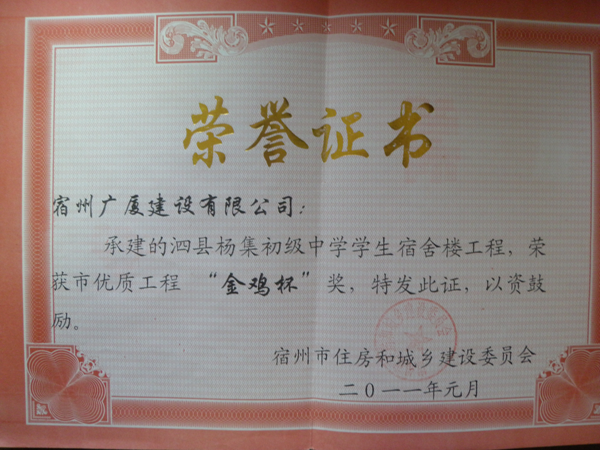 荣誉证书
宿州广厦建设有限公司：
承建的泗县杨集初级中学学生宿舍楼工程，荣
获市优质工程 “金鸡杯”奖，特发此证，以资鼓
励。
宿州市住房和城乡建设委员会
二〇一一年元月